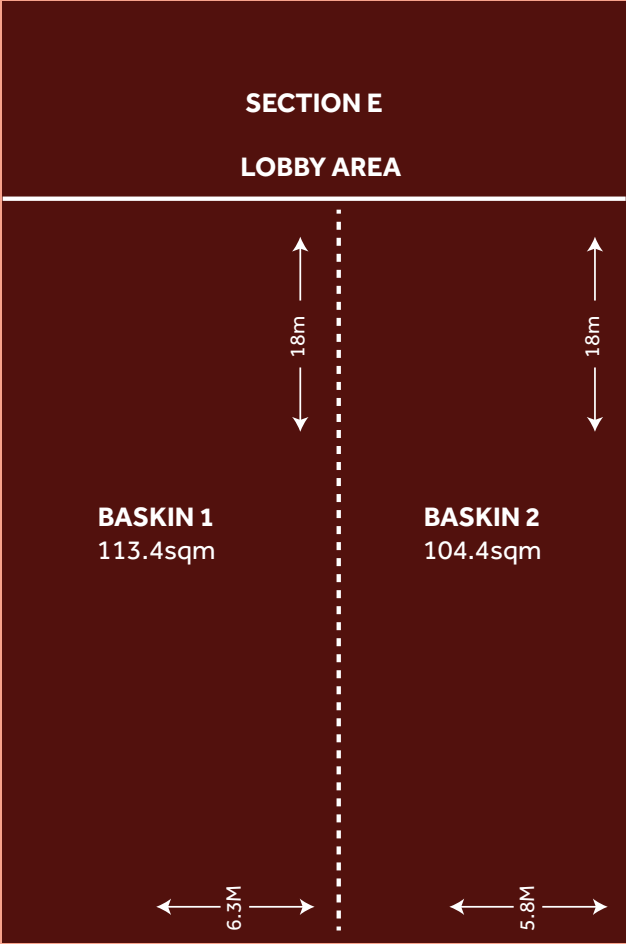 SECTION E
LOBBY AREA
18m
18m
BASKIN 1
113.4sqm
BASKIN 2
104.4sqm
6.3M
5.8M